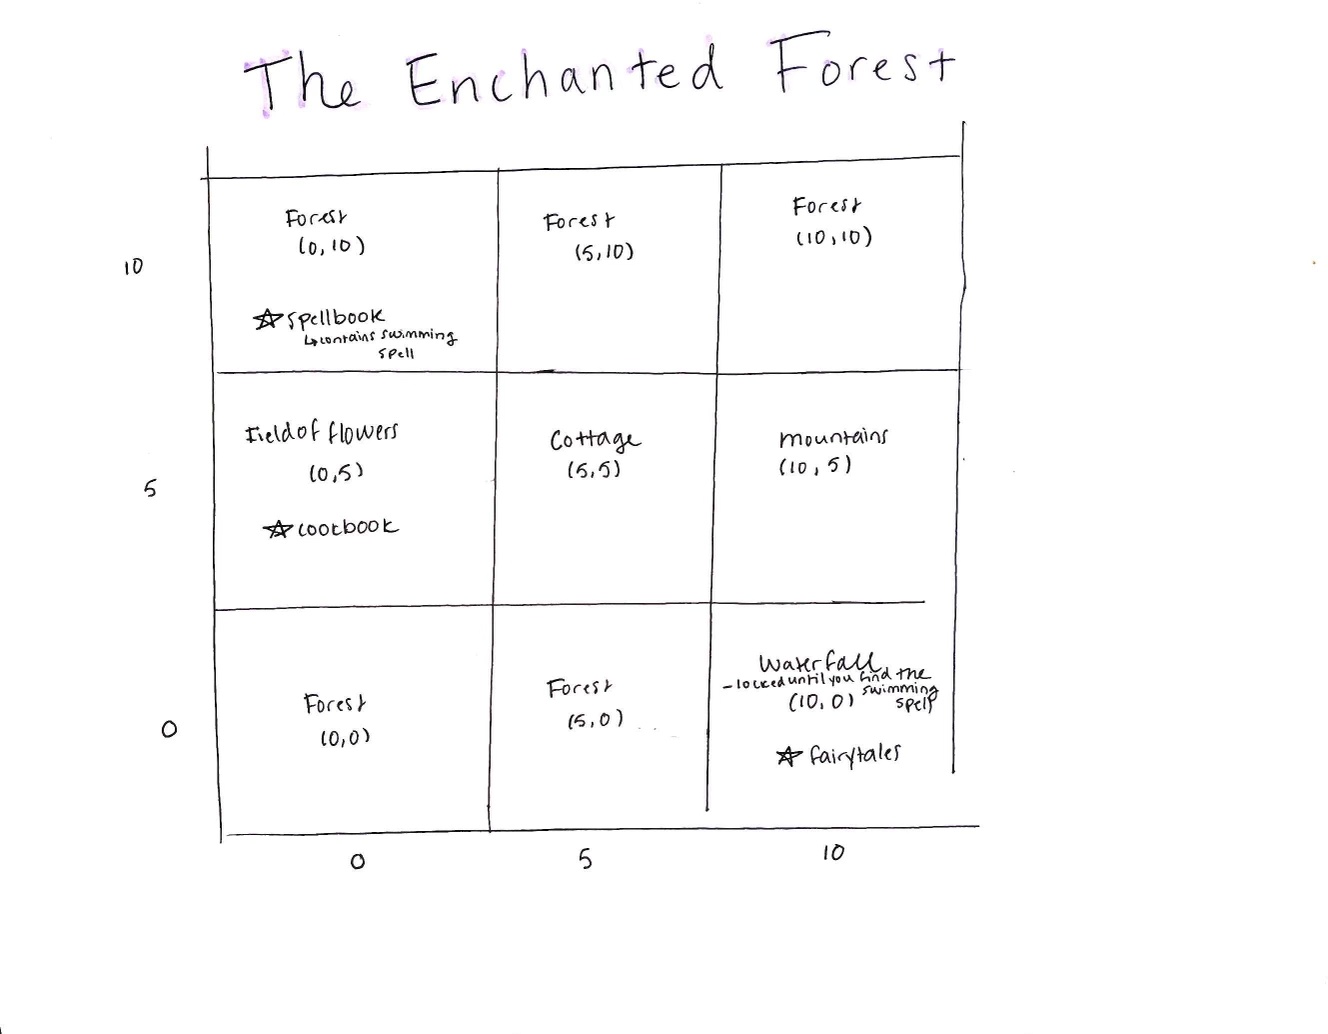 The Enchanted Forest
Forest
(0,10)
☆ spellbook
↳ contains swimming
spell
Forest
(5,10)
Forest
(10,10)
10
Field of flowers
(0,5)
☆ cookbook
Cottage
(5,5)
mountains
(10,5)
5
Forest
(0,0)
Forest
(5,0)
Waterfall
-locked until you find the
swimming
(10,0) spell
☆ fairytales
0
0
5
10